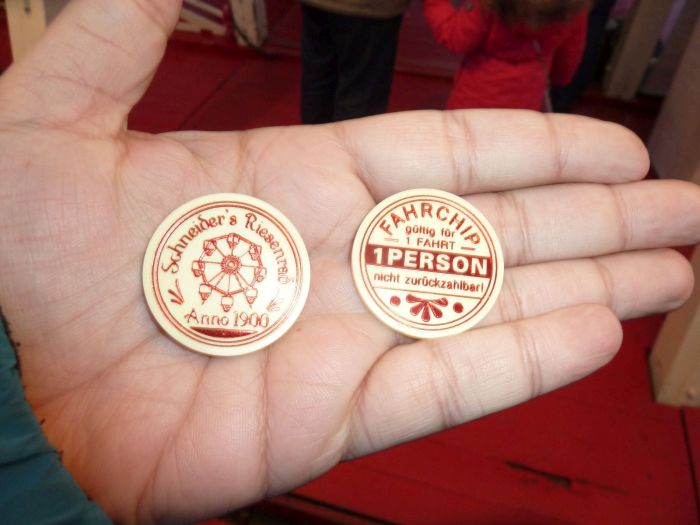 Schneider's Riesenrad
Anno 1900
FAHRCHIP
gültig für
1 FAHRT
1 PERSON
nicht zurückzahlbar!